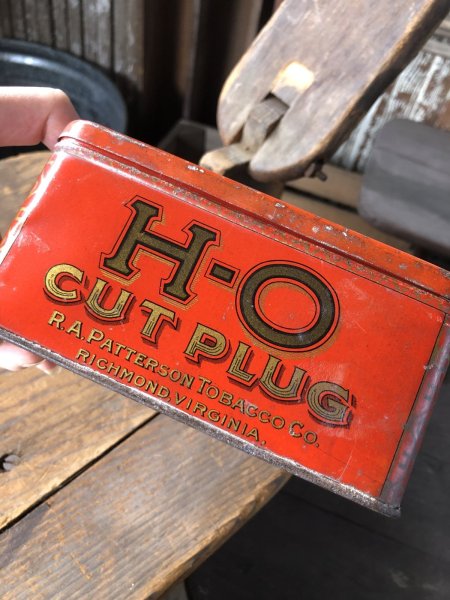 H-O
CUT PLUG
R.A. PATTERSON TOBACCO CO.
RICHMOND, VIRGINIA.